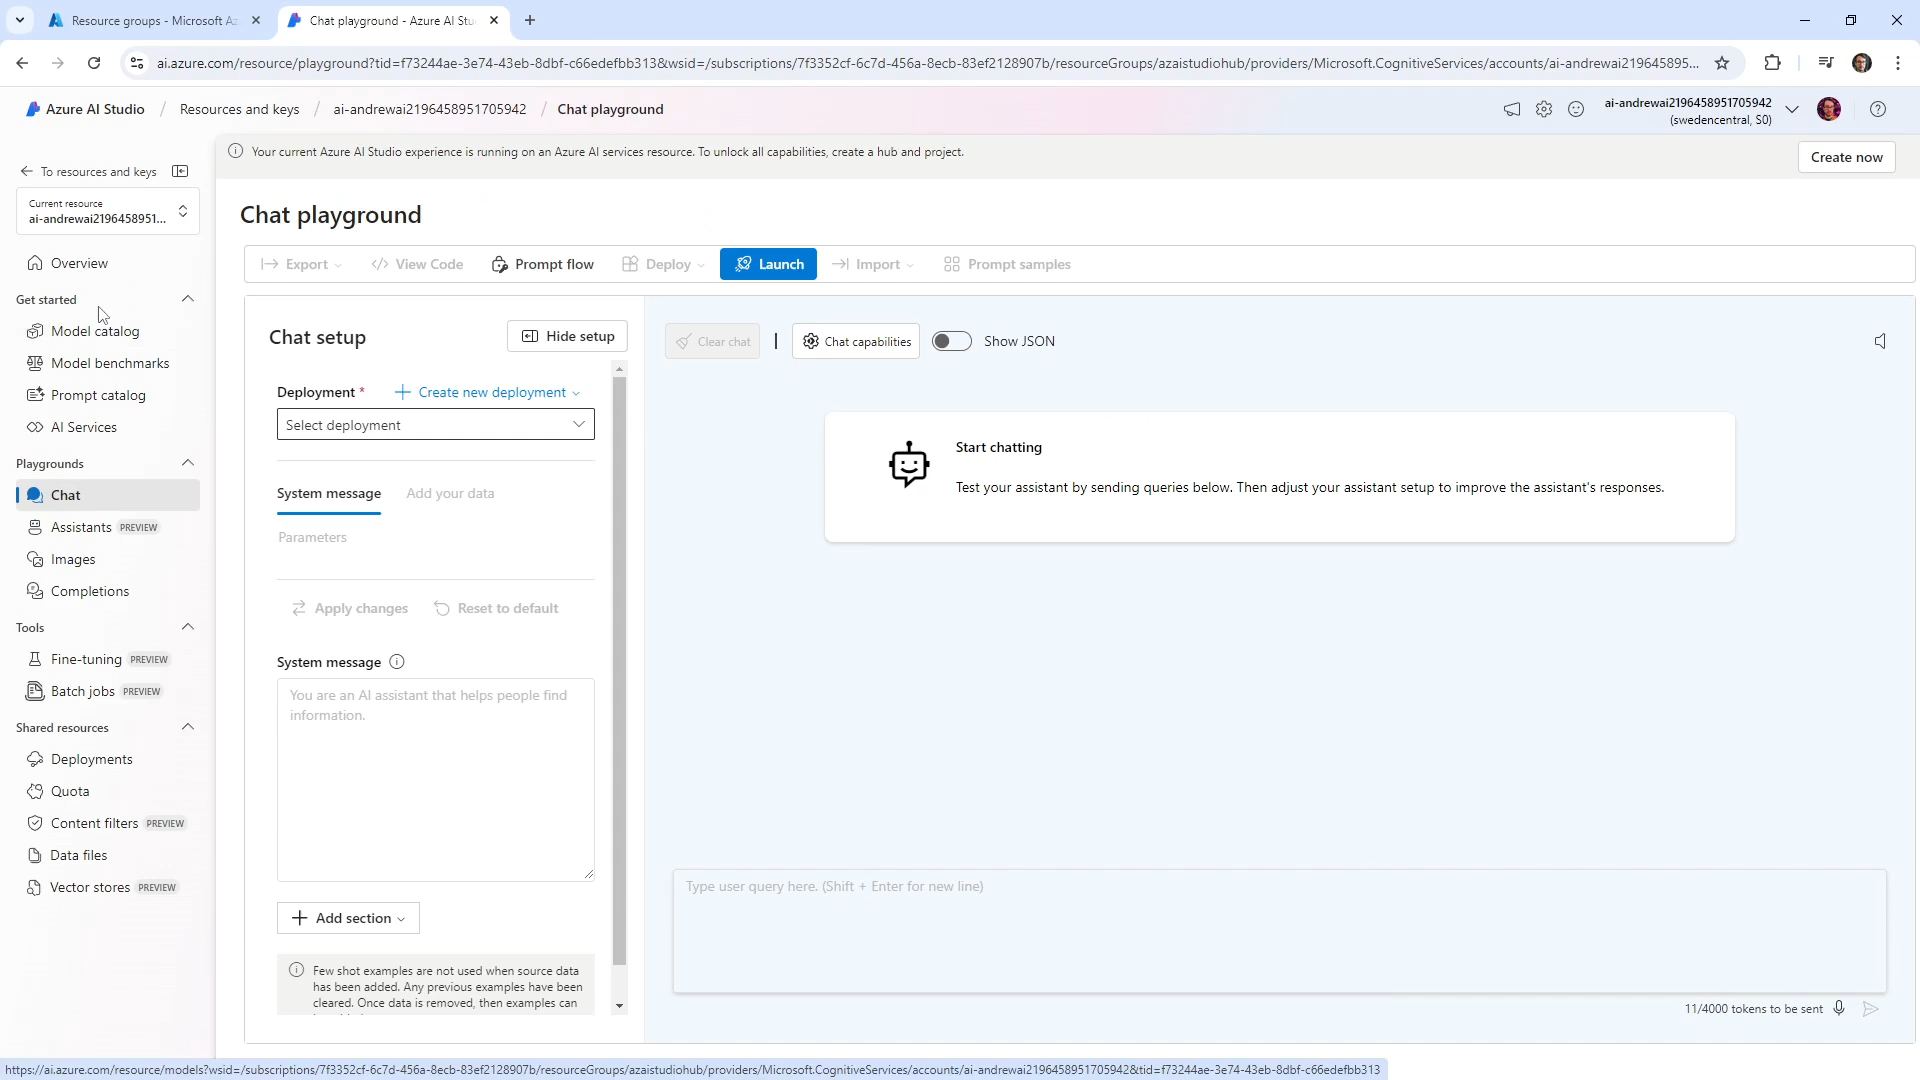 Resource groups - Microsoft Az
Chat playground - Azure AI Stu
ai.azure.com/resource/playground?tid=f73244ae-3e74-43eb-8dbf-c66edefbb313&wsid=/subscriptions/7f3352cf-6c7d-456a-8ecb-83ef2128907b/resourceGroups/azaistudiohub/providers/Microsoft.CognitiveServices/accounts/ai-andrewai219645895...
Azure AI Studio / Resources and keys / ai-andrewai2196458951705942 / Chat playground
ai-andrewai2196458951705942
(swedencentral, S0)
Your current Azure AI Studio experience is running on an Azure AI services resource. To unlock all capabilities, create a hub and project.
Create now
To resources and keys
Current resource
ai-andrewai2196458951...
Overview
Get started
Model catalog
Model benchmarks
Prompt catalog
AI Services
Playgrounds
Chat
Assistants PREVIEW
Images
Completions
Tools
Fine-tuning PREVIEW
Batch jobs PREVIEW
Shared resources
Deployments
Quota
Content filters PREVIEW
Data files
Vector stores PREVIEW
Chat playground
Export
View Code
Prompt flow
Deploy
Launch
Import
Prompt samples
Chat setup
Hide setup
Deployment *
Create new deployment
Select deployment
System message
Add your data
Parameters
Apply changes
Reset to default
System message
You are an AI assistant that helps people find
information.
Add section
Few shot examples are not used when source data
has been added. Any previous examples have been
cleared. Once data is removed, then examples can
Clear chat
Chat capabilities
Show JSON
Start chatting
Test your assistant by sending queries below. Then adjust your assistant setup to improve the assistant's responses.
Type user query here. (Shift + Enter for new line)
11/4000 tokens to be sent
https://ai.azure.com/resource/models?wsid=/subscriptions/7f3352cf-6c7d-456a-8ecb-83ef2128907b/resourceGroups/azaistudiohub/providers/Microsoft.CognitiveServices/accounts/ai-andrewai2196458951705942&tid=f73244ae-3e74-43eb-8dbf-c66edefbb313